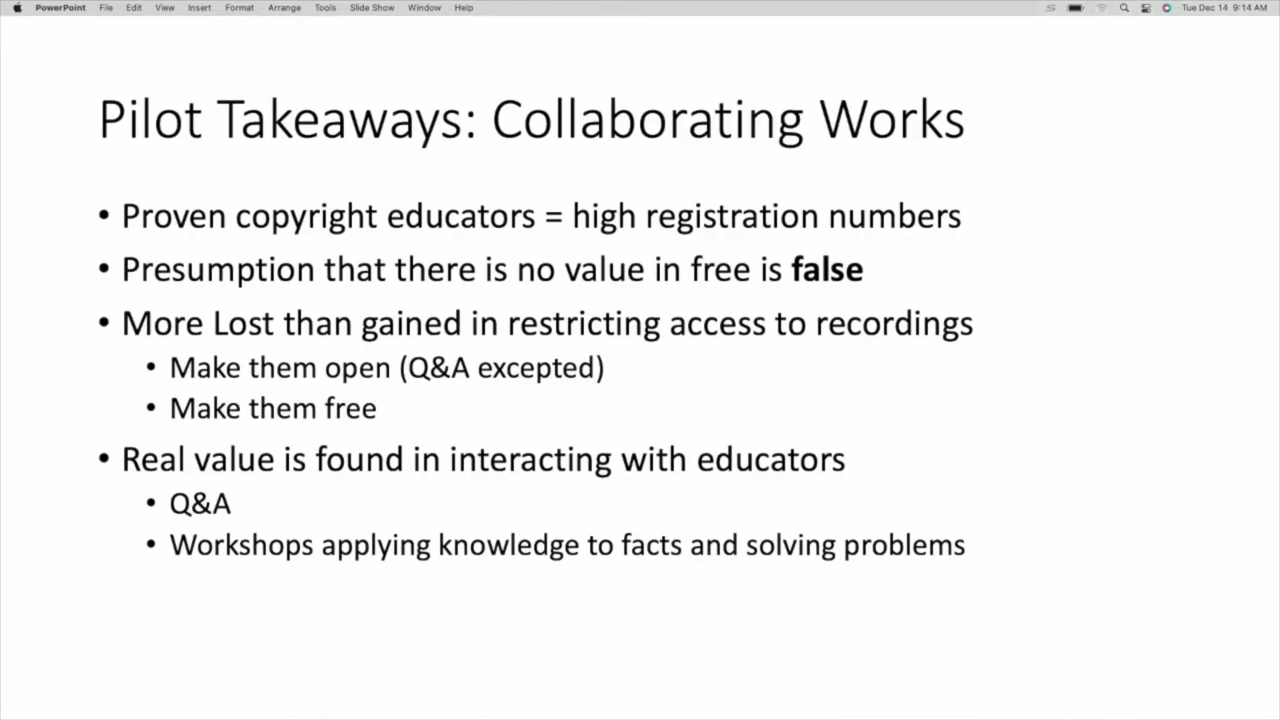 PowerPoint File Edit View Insert Format Arrange Tools Slide Show Window Help Tue Dec 14 9:14 AM
Pilot Takeaways: Collaborating Works
• Proven copyright educators = high registration numbers
• Presumption that there is no value in free is false
• More Lost than gained in restricting access to recordings
• Make them open (Q&A excepted)
• Make them free
• Real value is found in interacting with educators
• Q&A
• Workshops applying knowledge to facts and solving problems